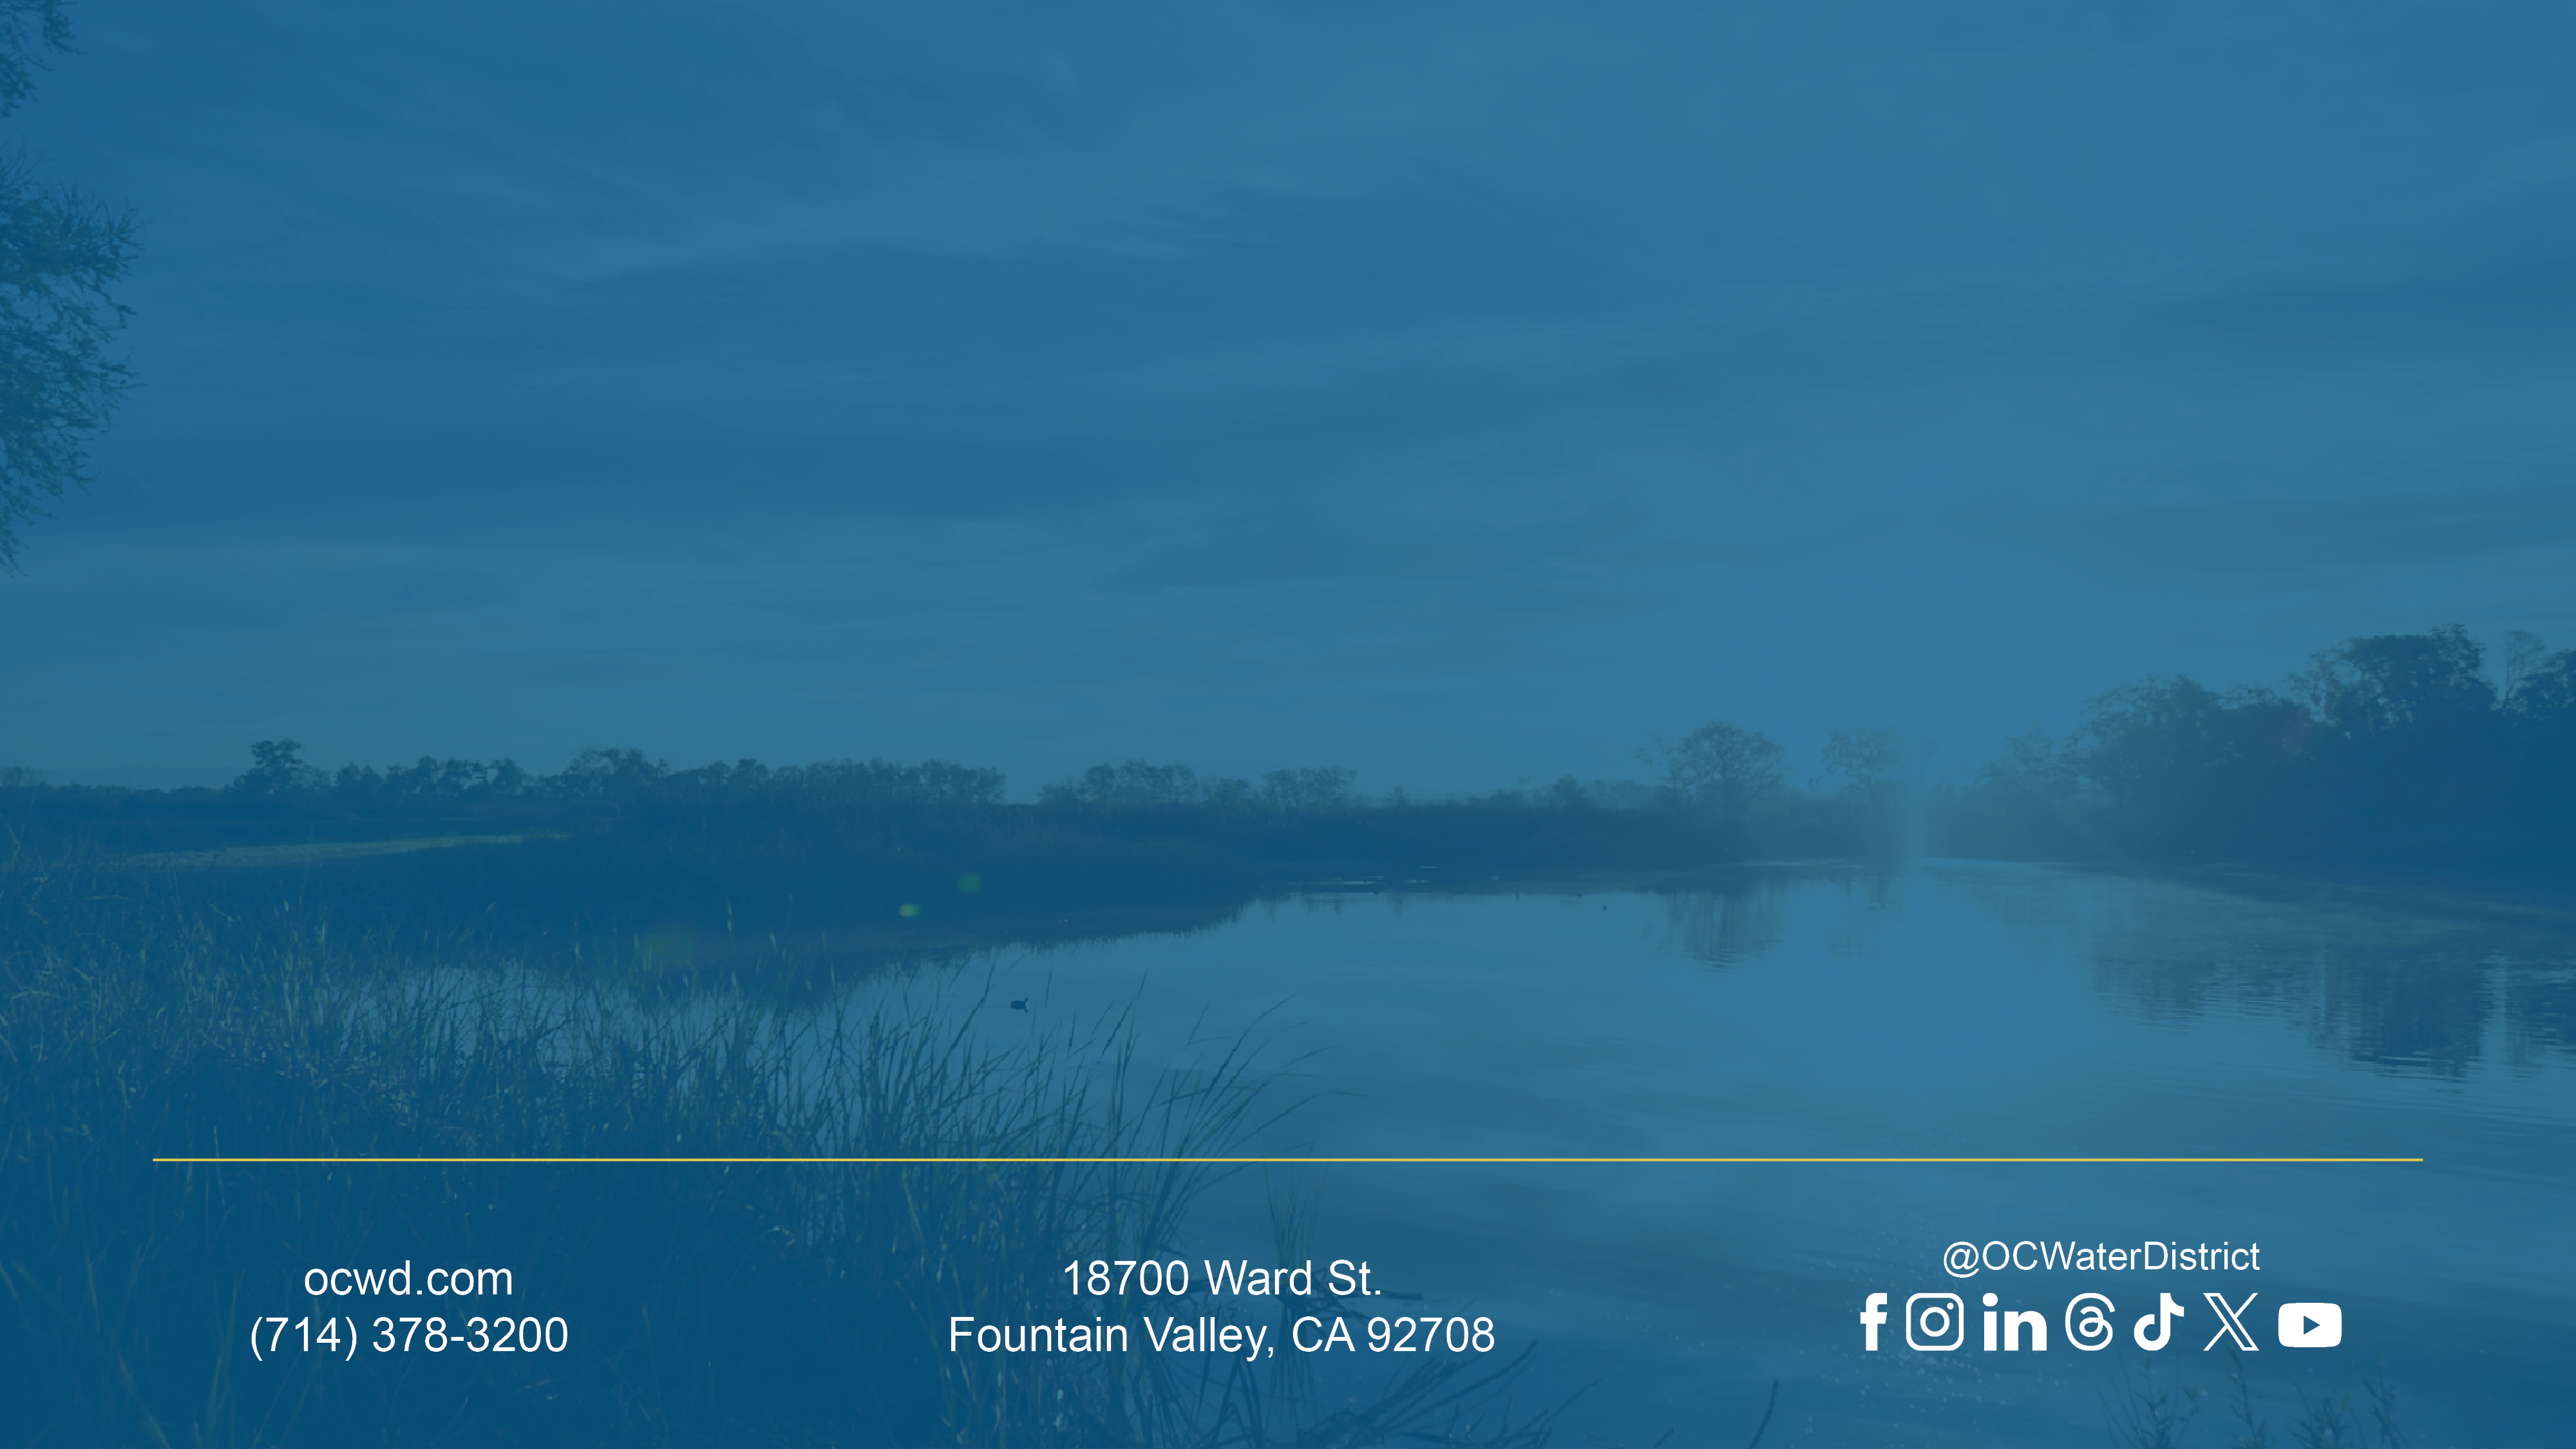 ocwd.com
(714) 378-3200
18700 Ward St.
Fountain Valley, CA 92708
@OCWaterDistrict